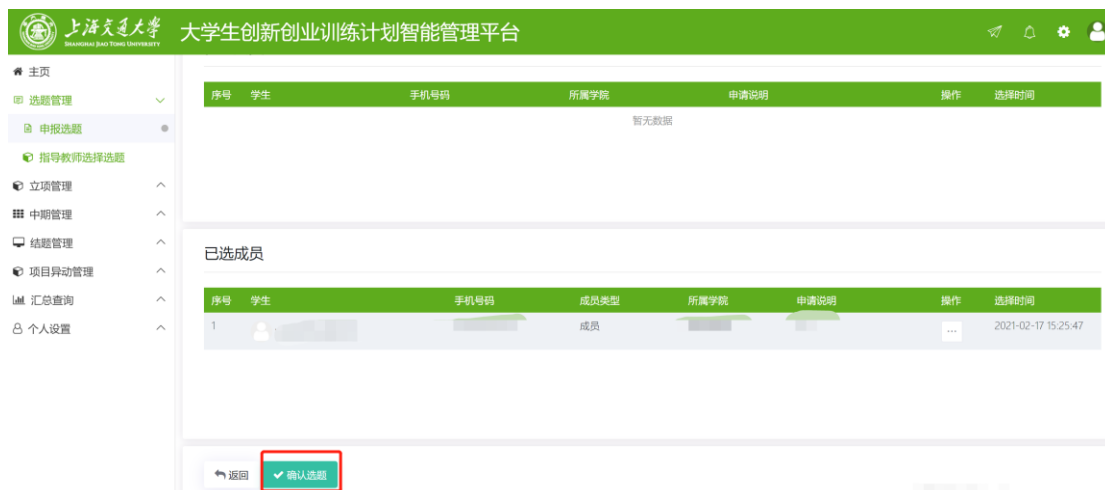 上海交通大学 大学生创新创业训练计划智能管理平台
SHANGHAI JIAO TONG UNIVERSITY
主页
选题管理
申报选题
指导教师选择选题
立项管理
中期管理
结题管理
项目异动管理
汇总查询
个人设置
序号 学生 手机号码 所属学院 申请说明 操作 选择时间
暂无数据
已选成员
序号 学生 手机号码 成员类型 所属学院 申请说明 操作 选择时间
1 成员 ... 2021-02-17 15:25:47
返回 确认选题